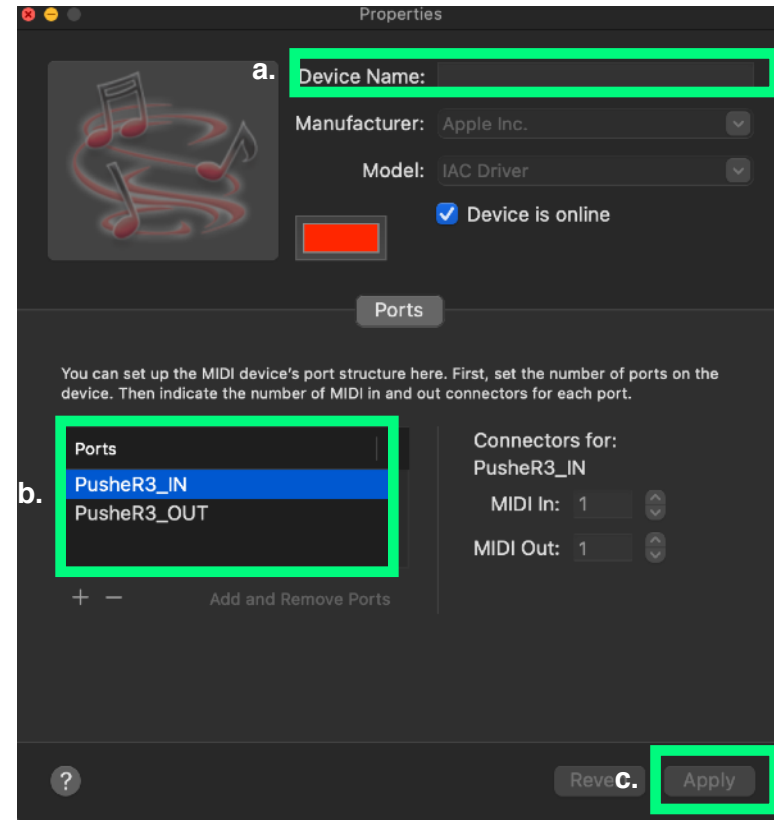 Properties
a.
Device Name:
Manufacturer: Apple Inc.
Model: IAC Driver
Device is online
Ports
You can set up the MIDI device's port structure here. First, set the number of ports on the
device. Then indicate the number of MIDI in and out connectors for each port.
b.
Ports
PusheR3_IN
PusheR3_OUT
+ − Add and Remove Ports
Connectors for:
PusheR3_IN
MIDI In: 1
MIDI Out: 1
?
c.
Apply